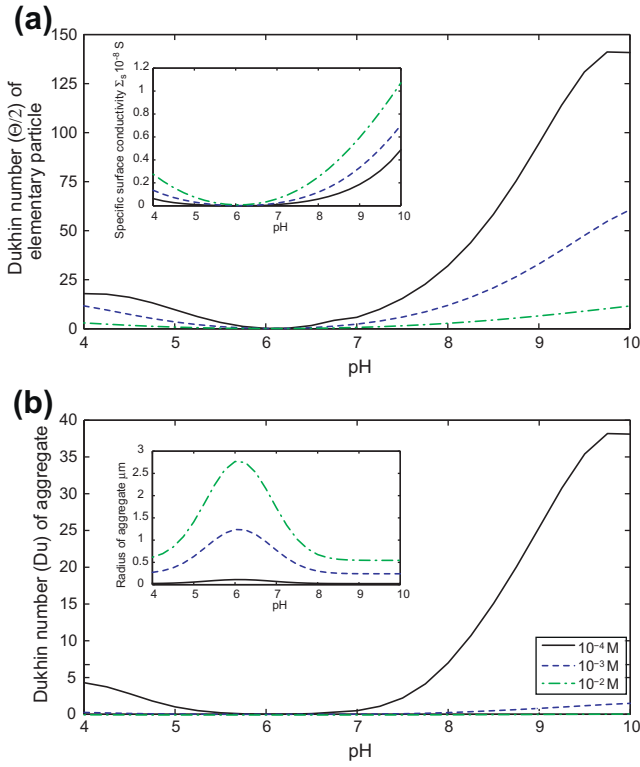 (a)
Dukhin number (Θ/2) of
elementary particle
150
125
100
75
50
25
0
4 5 6 7 8 9 10
pH
Specific surface conductivity Σs 10⁻⁸ S
1.2
1
0.8
0.6
0.4
0.2
0
4 5 6 7 8 9 10
pH
(b)
Dukhin number (Du) of aggregate
40
35
30
25
20
15
10
5
0
4 5 6 7 8 9 10
pH
Radius of aggregate μm
3
2.5
2
1.5
1
0.5
0
4 5 6 7 8 9 10
pH
10⁻⁴ M
10⁻³ M
10⁻² M